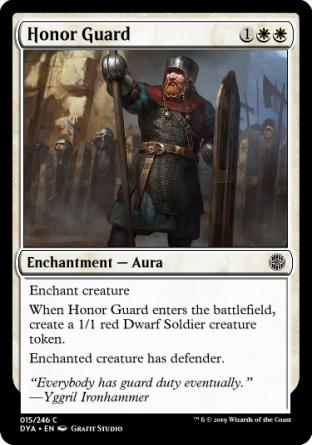 Honor Guard 1
Enchantment — Aura
Enchant creature
When Honor Guard enters the battlefield,
create a 1/1 red Dwarf Soldier creature
token.
Enchanted creature has defender.
“Everybody has guard duty eventually.”
—Yggril Ironhammer
015/246 C
DYA • EN Grafit Studio
™ & © 2019 Wizards of the Coast